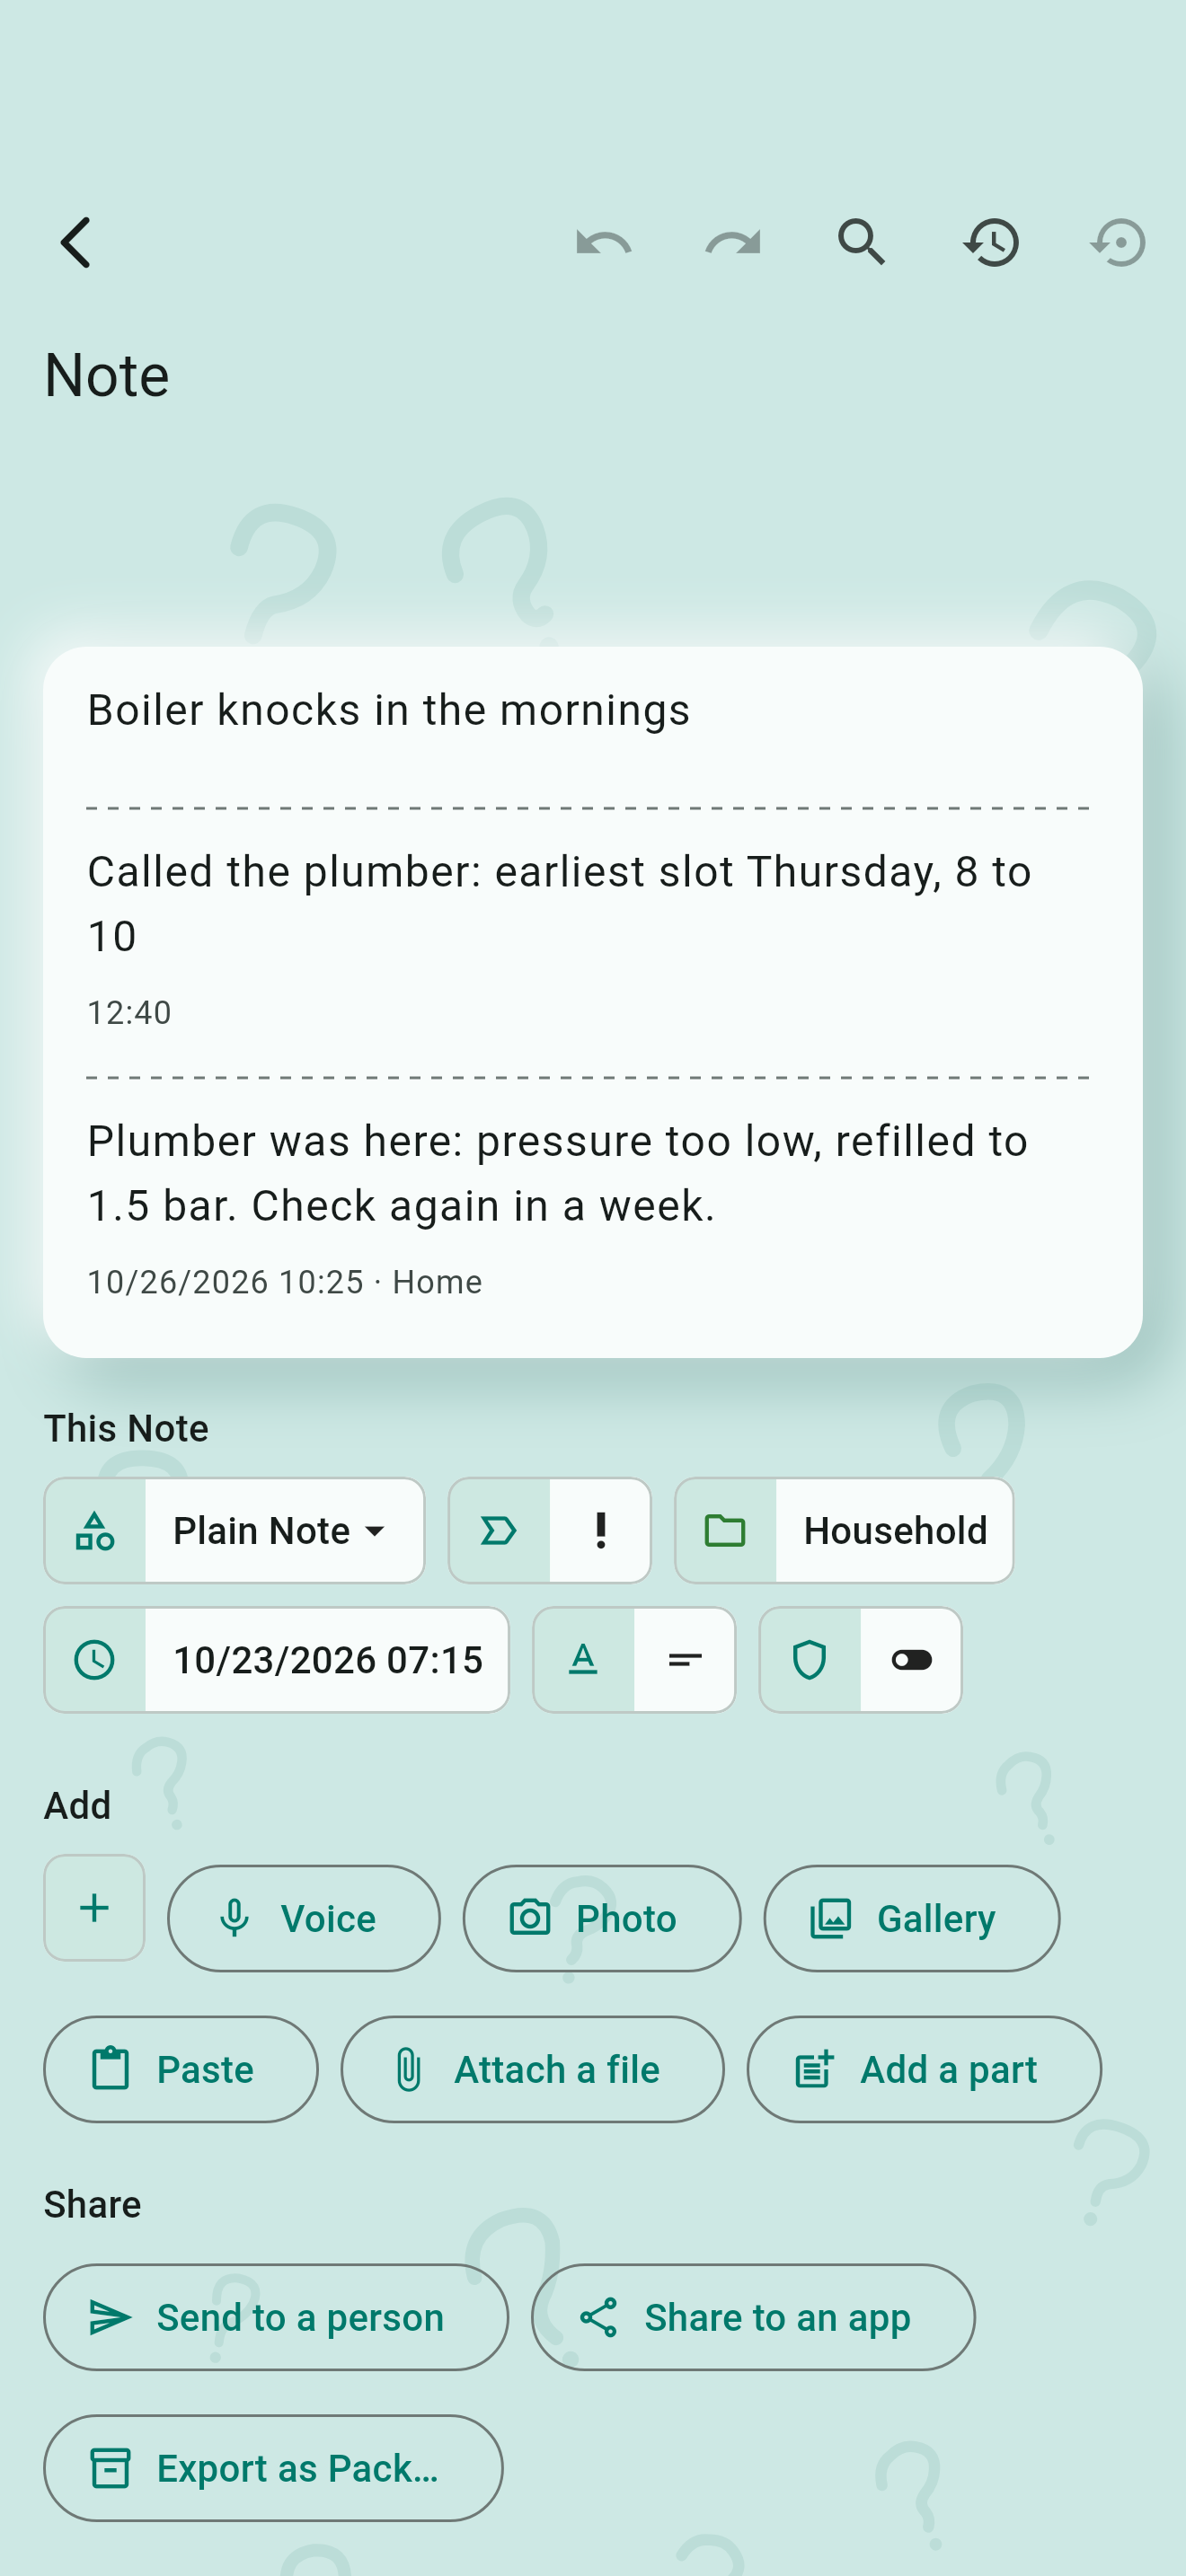 Note
Boiler knocks in the mornings
Called the plumber: earliest slot Thursday, 8 to
10
12:40
Plumber was here: pressure too low, refilled to
1.5 bar. Check again in a week.
10/26/2026 10:25 · Home
This Note
Plain Note
Household
10/23/2026 07:15
Add
Voice
Photo
Gallery
Paste
Attach a file
Add a part
Share
Send to a person
Share to an app
Export as Pack…